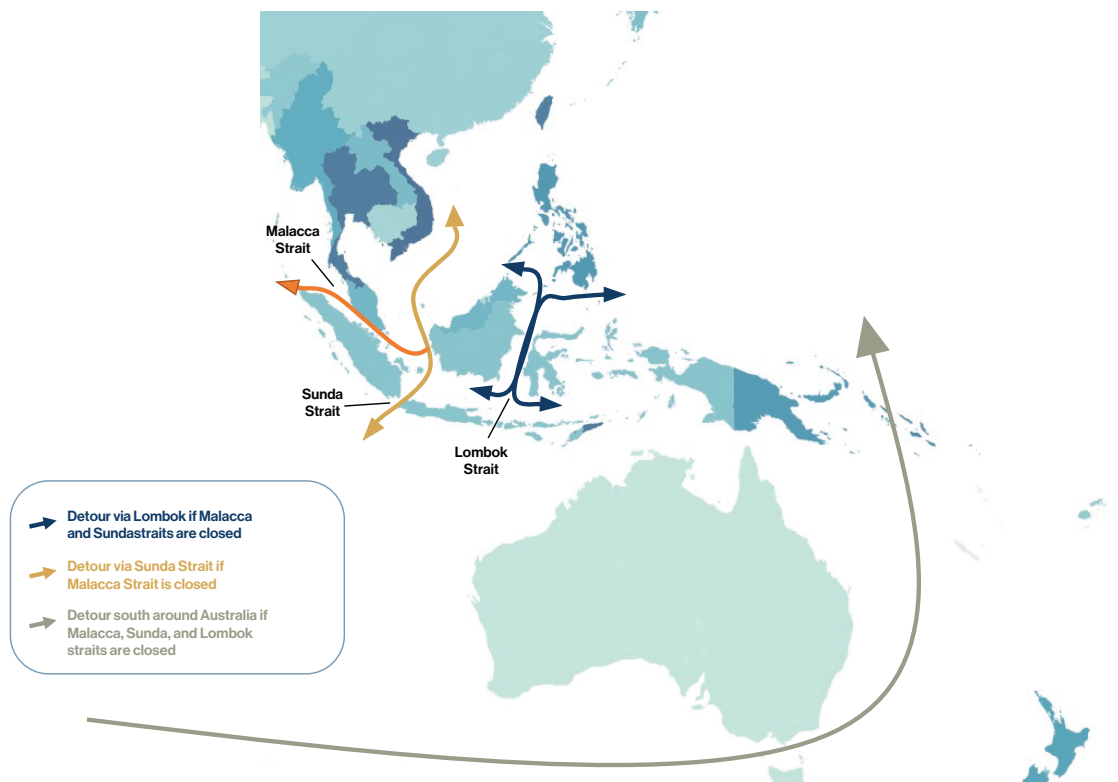 Malacca
Strait
Sunda
Strait
Lombok
Strait
Detour via Lombok if Malacca
and Sundastraits are closed
Detour via Sunda Strait if
Malacca Strait is closed
Detour south around Australia if
Malacca, Sunda, and Lombok
straits are closed